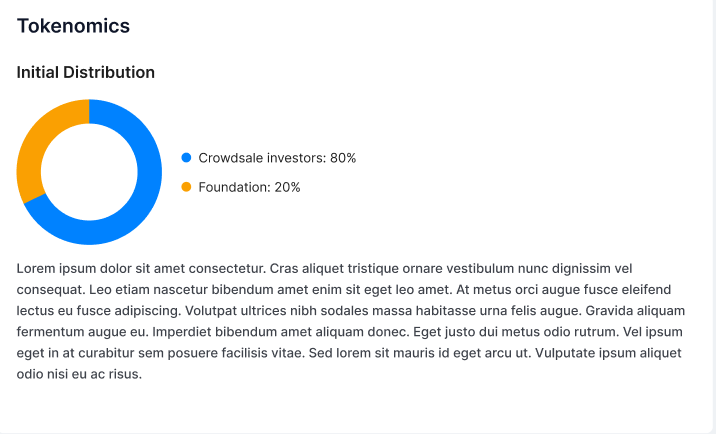 Tokenomics
Initial Distribution
Crowdsale investors: 80%
Foundation: 20%
Lorem ipsum dolor sit amet consectetur. Cras aliquet tristique ornare vestibulum nunc dignissim vel
consequat. Leo etiam nascetur bibendum amet enim sit eget leo amet. At metus orci augue fusce eleifend
lectus eu fusce adipiscing. Volutpat ultrices nibh sodales massa habitasse urna felis augue. Gravida aliquam
fermentum augue eu. Imperdiet bibendum amet aliquam donec. Eget justo dui metus odio rutrum. Vel ipsum
eget in at curabitur sem posuere facilisis vitae. Sed lorem sit mauris id eget arcu ut. Vulputate ipsum aliquet
odio nisi eu ac risus.